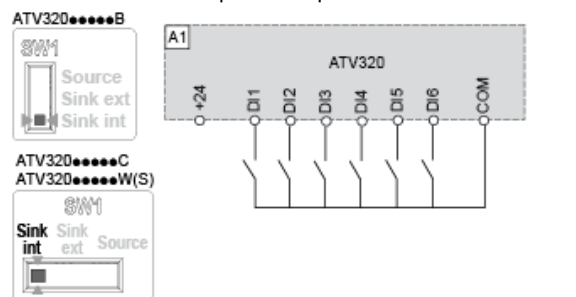 ATV320●●●●●B
SW1
Source
Sink ext
Sink int
A1
ATV320
+24
DI1
DI2
DI3
DI4
DI5
DI6
COM
ATV320●●●●●C
ATV320●●●●●W(S)
SW1
Sink int
Sink ext
Source